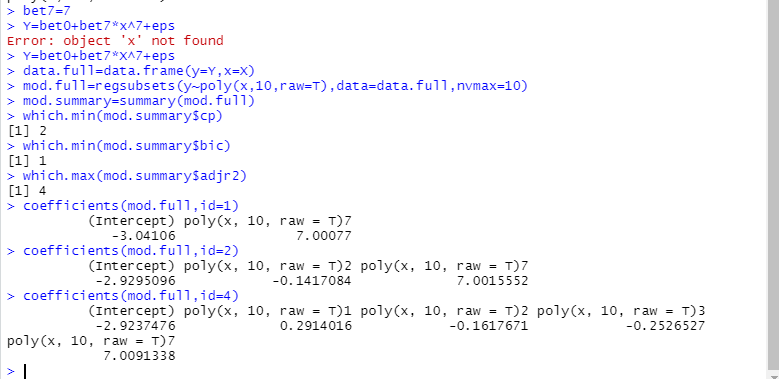 > bet7=7
> Y=bet0+bet7*x^7+eps
Error: object 'x' not found
> Y=bet0+bet7*X^7+eps
> data.full=data.frame(y=Y,x=X)
> mod.full=regsubsets(y~poly(x,10,raw=T),data=data.full,nvmax=10)
> mod.summary=summary(mod.full)
> which.min(mod.summary$cp)
[1] 2
> which.min(mod.summary$bic)
[1] 1
> which.max(mod.summary$adjr2)
[1] 4
> coefficients(mod.full,id=1)
(Intercept) poly(x, 10, raw = T)7
-3.04106 7.00077
> coefficients(mod.full,id=2)
(Intercept) poly(x, 10, raw = T)2 poly(x, 10, raw = T)7
-2.9295096 -0.1417084 7.0015552
> coefficients(mod.full,id=4)
(Intercept) poly(x, 10, raw = T)1 poly(x, 10, raw = T)2 poly(x, 10, raw = T)3
-2.9237476 0.2914016 -0.1617671 -0.2526527
poly(x, 10, raw = T)7
7.0091338
>